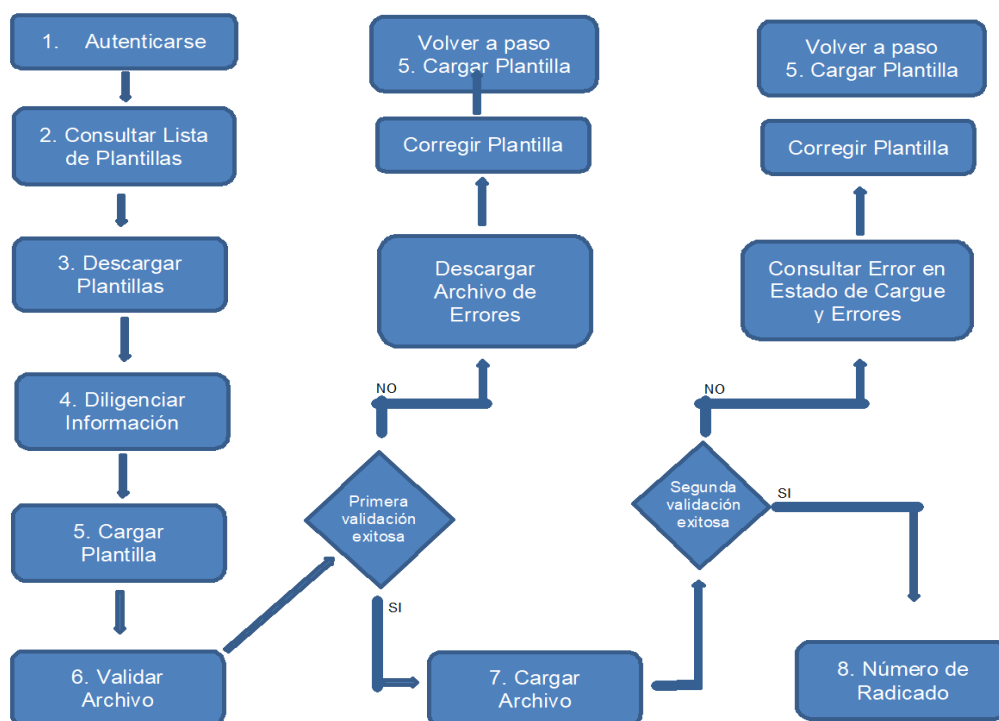 1. Autenticarse
2. Consultar Lista
de Plantillas
3. Descargar
Plantillas
4. Diligenciar
Información
5. Cargar
Plantilla
6. Validar
Archivo
Volver a paso
5. Cargar Plantilla
Corregir Plantilla
Descargar
Archivo de
Errores
NO
Primera
validación
exitosa
SI
7. Cargar
Archivo
Volver a paso
5. Cargar Plantilla
Corregir Plantilla
Consultar Error en
Estado de Cargue
y Errores
NO
Segunda
validación
exitosa
SI
8. Número de
Radicado